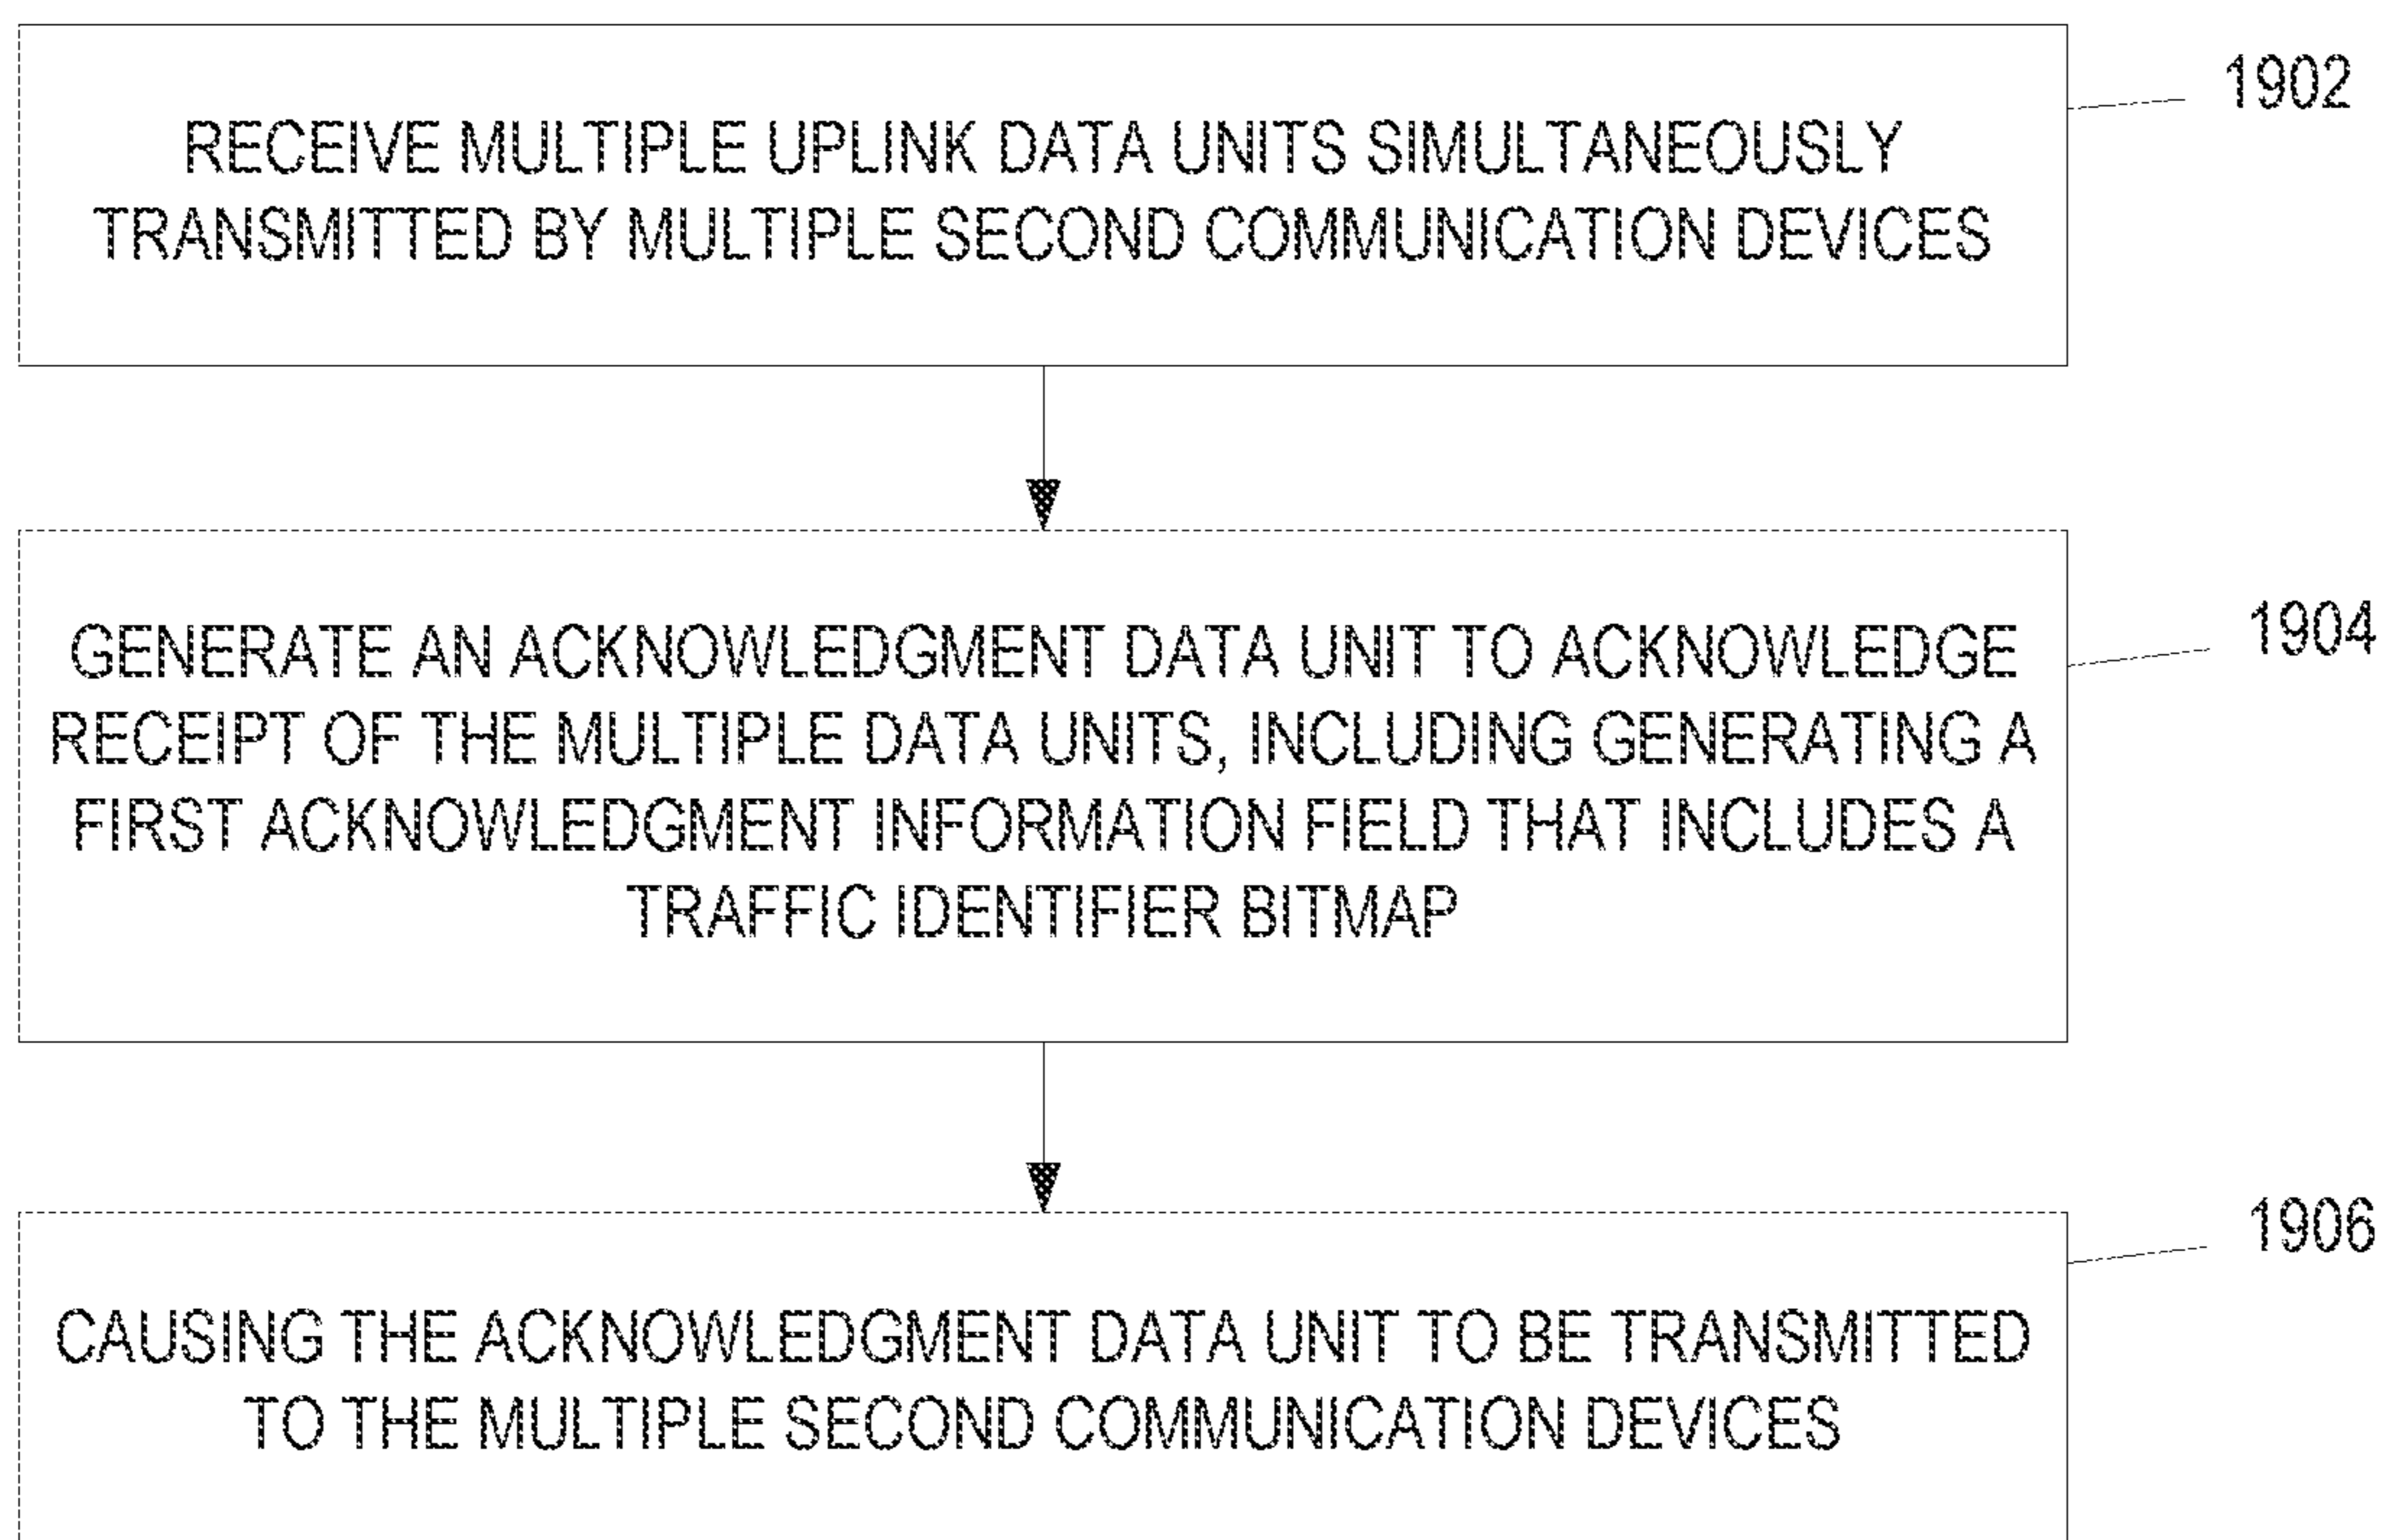 RECEIVE MULTIPLE UPLINK DATA UNITS SIMULTANEOUSLY
TRANSMITTED BY MULTIPLE SECOND COMMUNICATION DEVICES
1902
GENERATE AN ACKNOWLEDGMENT DATA UNIT TO ACKNOWLEDGE
RECEIPT OF THE MULTIPLE DATA UNITS, INCLUDING GENERATING A
FIRST ACKNOWLEDGMENT INFORMATION FIELD THAT INCLUDES A
TRAFFIC IDENTIFIER BITMAP
1904
CAUSING THE ACKNOWLEDGMENT DATA UNIT TO BE TRANSMITTED
TO THE MULTIPLE SECOND COMMUNICATION DEVICES
1906